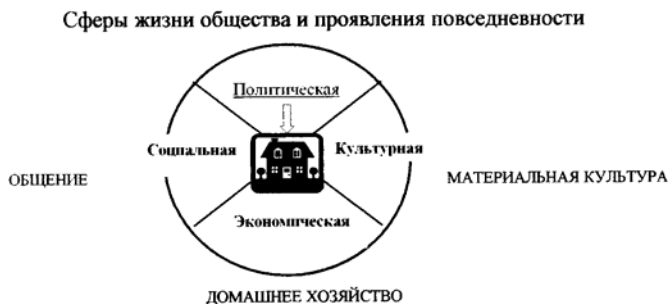 Сферы жизни общества и проявления повседневности
Политическая
Социальная
Культурная
ОБЩЕНИЕ
МАТЕРИАЛЬНАЯ КУЛЬТУРА
Экономическая
ДОМАШНЕЕ ХОЗЯЙСТВО